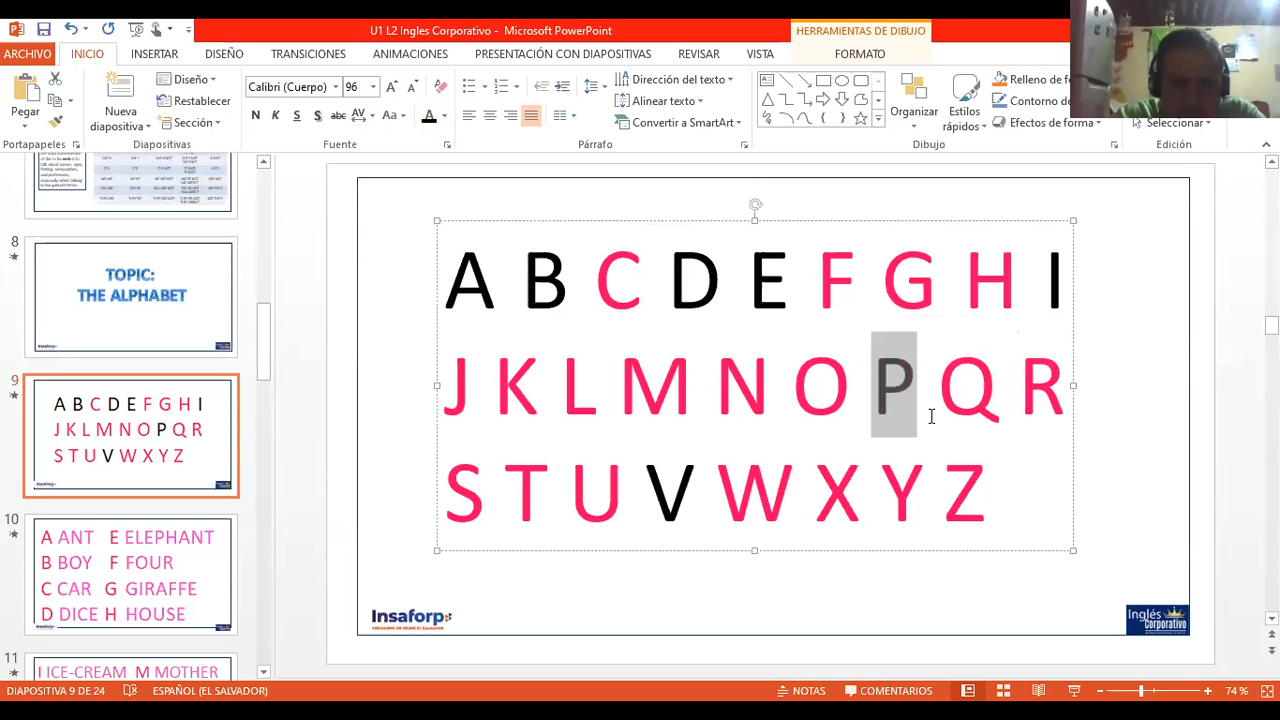 U1 L2 Ingles Corporativo - Microsoft PowerPoint
HERRAMIENTAS DE DIBUJO
ARCHIVO INICIO INSERTAR DISEÑO TRANSICIONES ANIMACIONES PRESENTACIÓN CON DIAPOSITIVAS REVISAR VISTA FORMATO
Pegar
Portapapeles
Nueva diapositiva
Diseño
Restablecer
Sección
Diapositivas
Calibri (Cuerpo) 96
N K S S abc AV Aa A
Fuente
Dirección del texto
Alinear texto
Convertir a SmartArt
Párrafo
Organizar
Estilos rápidos
Relleno de f
Contorno de
Efectos de forma
Dibujo
Seleccionar
Edición
8
TOPIC:
THE ALPHABET
9
A B C D E F G H I
J K L M N O P Q R
S T U V W X Y Z
10
A ANT E ELEPHANT
B BOY F FOUR
C CAR G GIRAFFE
D DICE H HOUSE
11
I ICE-CREAM M MOTHER
A B C D E F G H I
J K L M N O P Q R
S T U V W X Y Z
Insaforp
Inglés
Corporativo
DIAPOSITIVA 9 DE 24 ESPAÑOL (EL SALVADOR) NOTAS COMENTARIOS 74 %